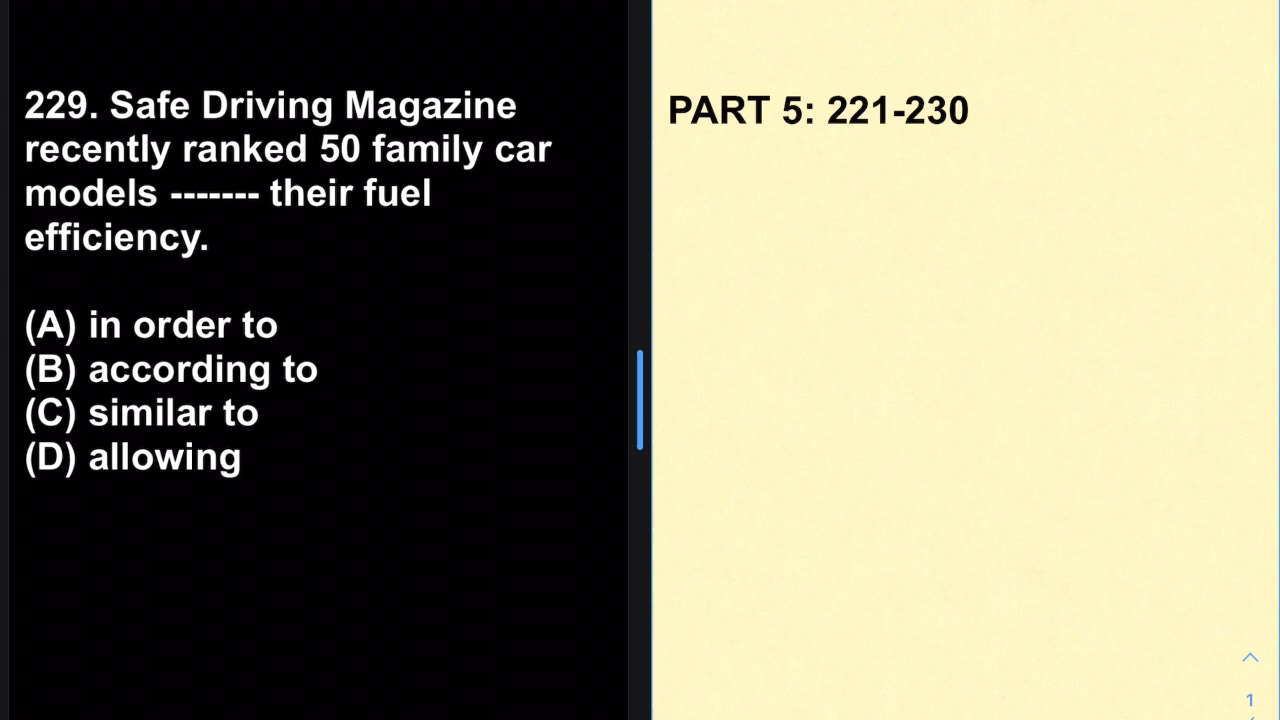 229. Safe Driving Magazine
recently ranked 50 family car
models ------- their fuel
efficiency.
(A) in order to
(B) according to
(C) similar to
(D) allowing
PART 5: 221-230
1